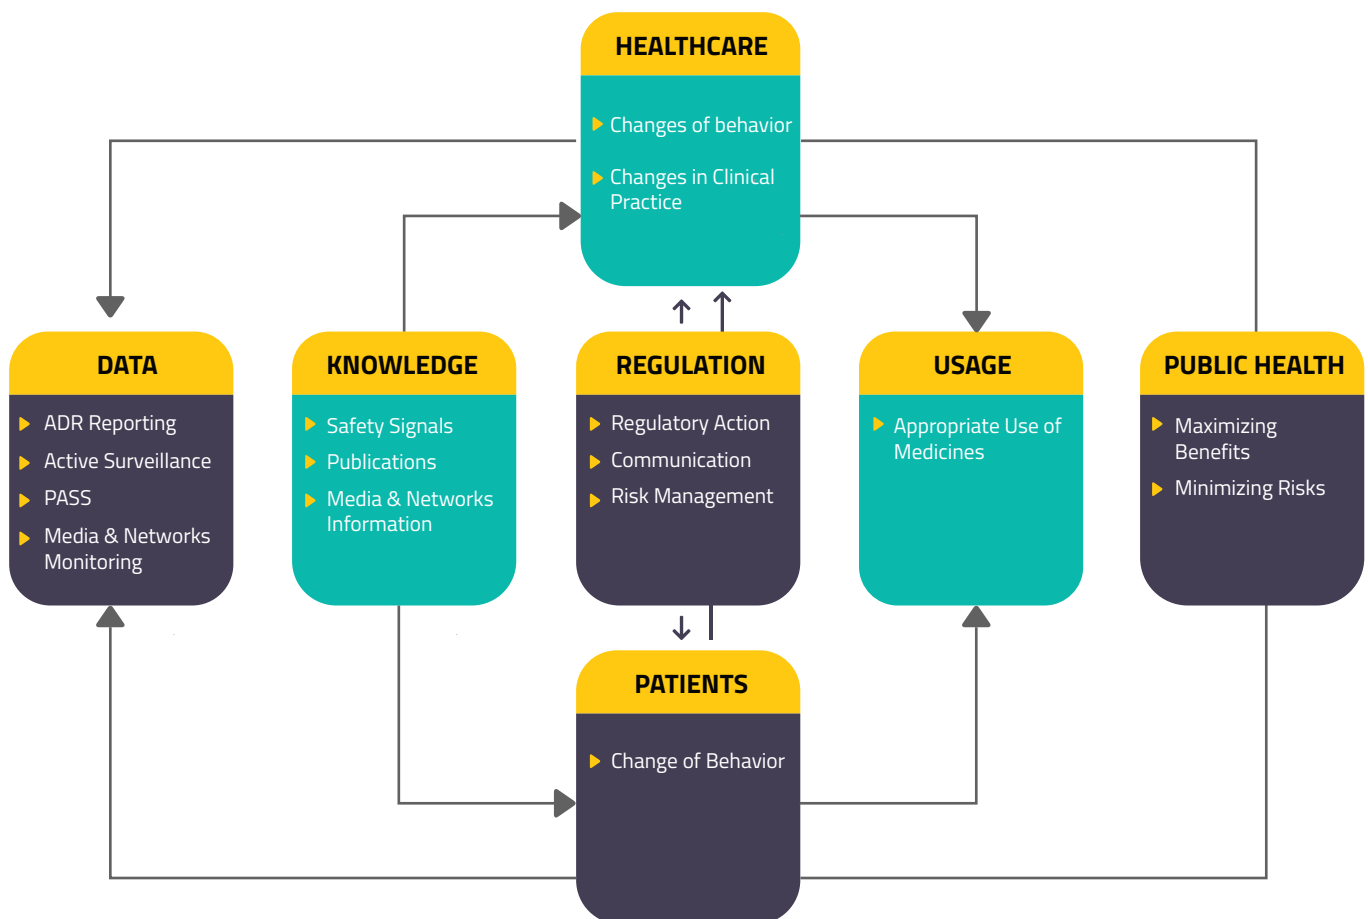 HEALTHCARE
Changes of behavior
Changes in Clinical
Practice
DATA
ADR Reporting
Active Surveillance
PASS
Media & Networks
Monitoring
KNOWLEDGE
Safety Signals
Publications
Media & Networks
Information
REGULATION
Regulatory Action
Communication
Risk Management
USAGE
Appropriate Use of
Medicines
PUBLIC HEALTH
Maximizing
Benefits
Minimizing Risks
PATIENTS
Change of Behavior